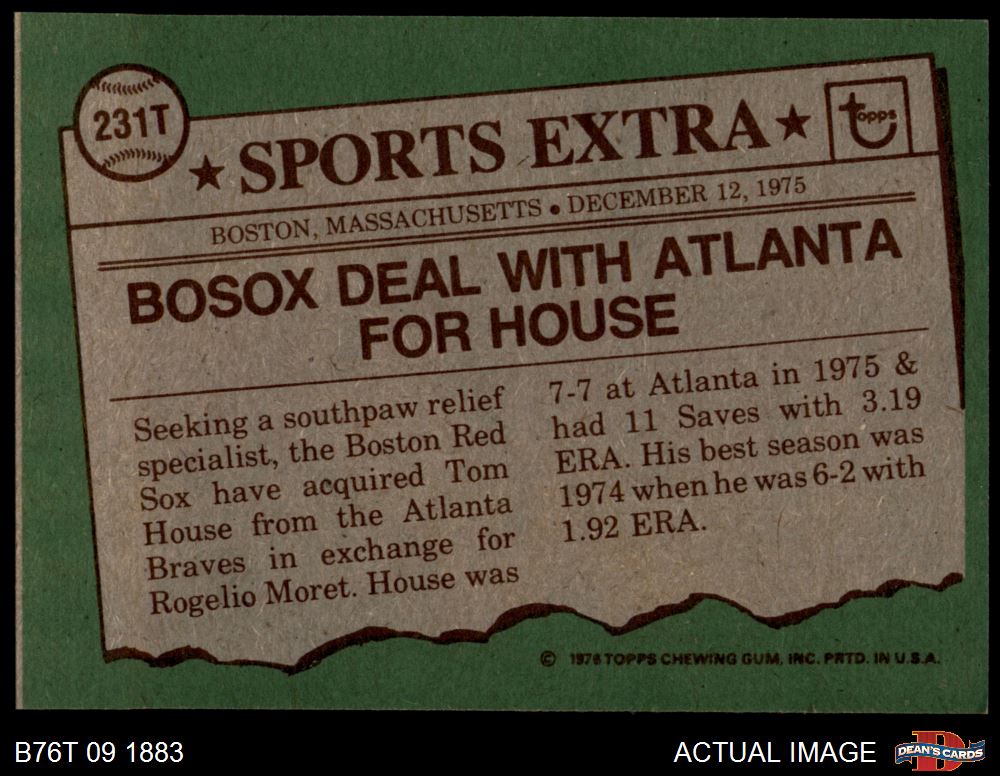 231T
★ SPORTS EXTRA ★
topps
BOSTON, MASSACHUSETTS • DECEMBER 12, 1975
BOSOX DEAL WITH ATLANTA
FOR HOUSE
Seeking a southpaw relief
specialist, the Boston Red
Sox have acquired Tom
House from the Atlanta
Braves in exchange for
Rogelio Moret. House was
7-7 at Atlanta in 1975 &
had 11 Saves with 3.19
ERA. His best season was
1974 when he was 6-2 with
1.92 ERA.
© 1976 TOPPS CHEWING GUM, INC. PRTD. IN U.S.A.
B76T 09 1883
ACTUAL IMAGE
DEAN'S CARDS